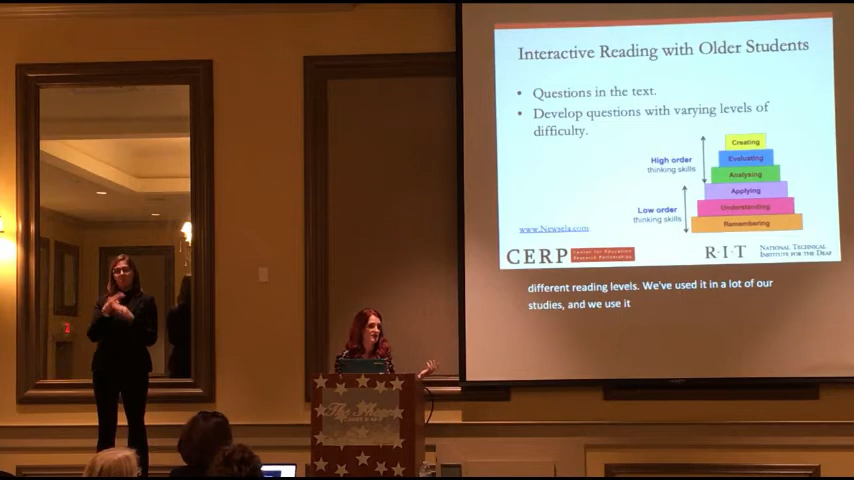 Interactive Reading with Older Students
• Questions in the text.
• Develop questions with varying levels of
difficulty.
Creating
Evaluating
Analysing
Applying
Understanding
Remembering
High order
thinking skills
Low order
thinking skills
www.Newsela.com
CERP Center for Education
Research Partnerships
R·I·T NATIONAL TECHNICAL
INSTITUTE FOR THE DEAF
different reading levels. We've used it in a lot of our
studies, and we use it